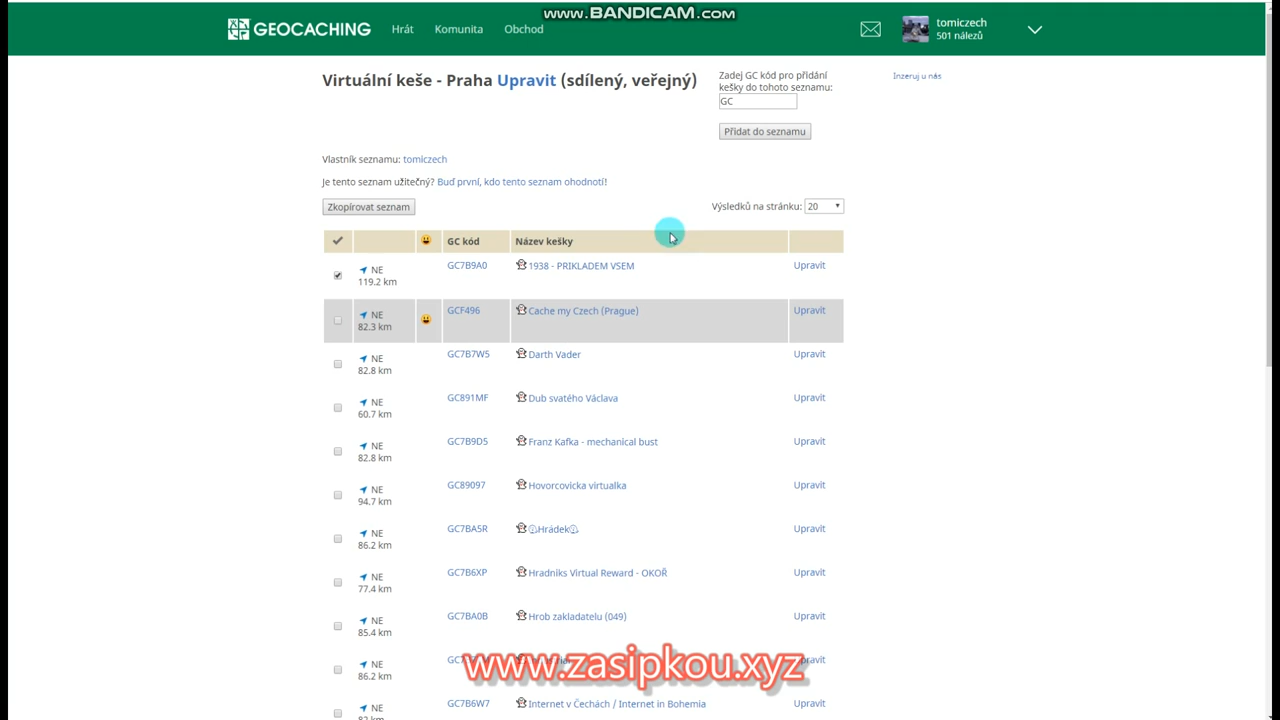 www.BANDICAM.com
GEOCACHING Hrát Komunita Obchod tomiczech
501 nálezů
Virtuální keše - Praha Upravit (sdílený, veřejný)
Zadej GC kód pro přidání
kešky do tohoto seznamu:
GC
Přidat do seznamu
Inzeruj u nás
Vlastník seznamu: tomiczech
Je tento seznam užitečný? Buď první, kdo tento seznam ohodnotí!
Zkopírovat seznam Výsledků na stránku: 20
GC kód Název kešky
NE GC7B9A0 1938 - PRIKLADEM VSEM Upravit
119.2 km
NE GCF496 Cache my Czech (Prague) Upravit
82.3 km
NE GC7B7W5 Darth Vader Upravit
82.8 km
NE GC891MF Dub svatého Václava Upravit
60.7 km
NE GC7B9D5 Franz Kafka - mechanical bust Upravit
82.8 km
NE GC89097 Hovorcovicka virtualka Upravit
94.7 km
NE GC7BA5R Hrádek Upravit
86.2 km
NE GC7B6XP Hradniks Virtual Reward - OKOŘ Upravit
77.4 km
NE GC7BA0B Hrob zakladatelu (049) Upravit
85.4 km
NE Upravit
86.2 km
www.zasipkou.xyz
NE GC7B6W7 Internet v Čechách / Internet in Bohemia Upravit
82 km